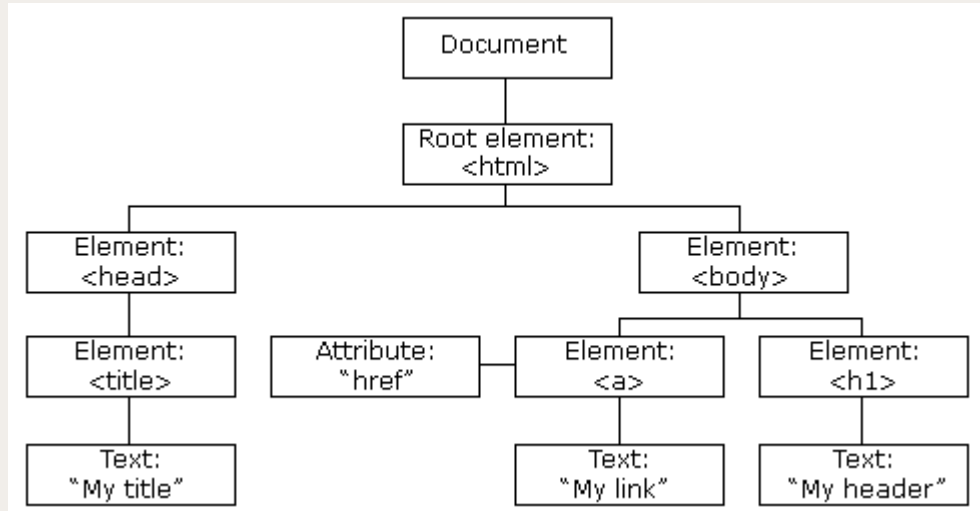 Document
Root element:
<html>
Element:
<head>
Element:
<body>
Element:
<title>
Attribute:
“href”
Element:
<a>
Element:
<h1>
Text:
“My title”
Text:
“My link”
Text:
“My header”